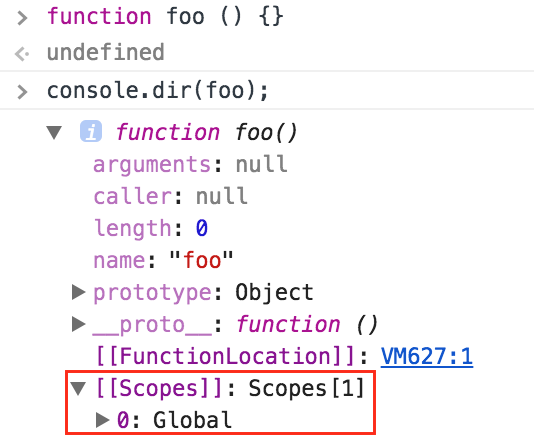 function foo () {}
undefined
console.dir(foo);
i function foo()
arguments: null
caller: null
length: 0
name: "foo"
prototype: Object
__proto__: function ()
[[FunctionLocation]]: VM627:1
[[Scopes]]: Scopes[1]
0: Global